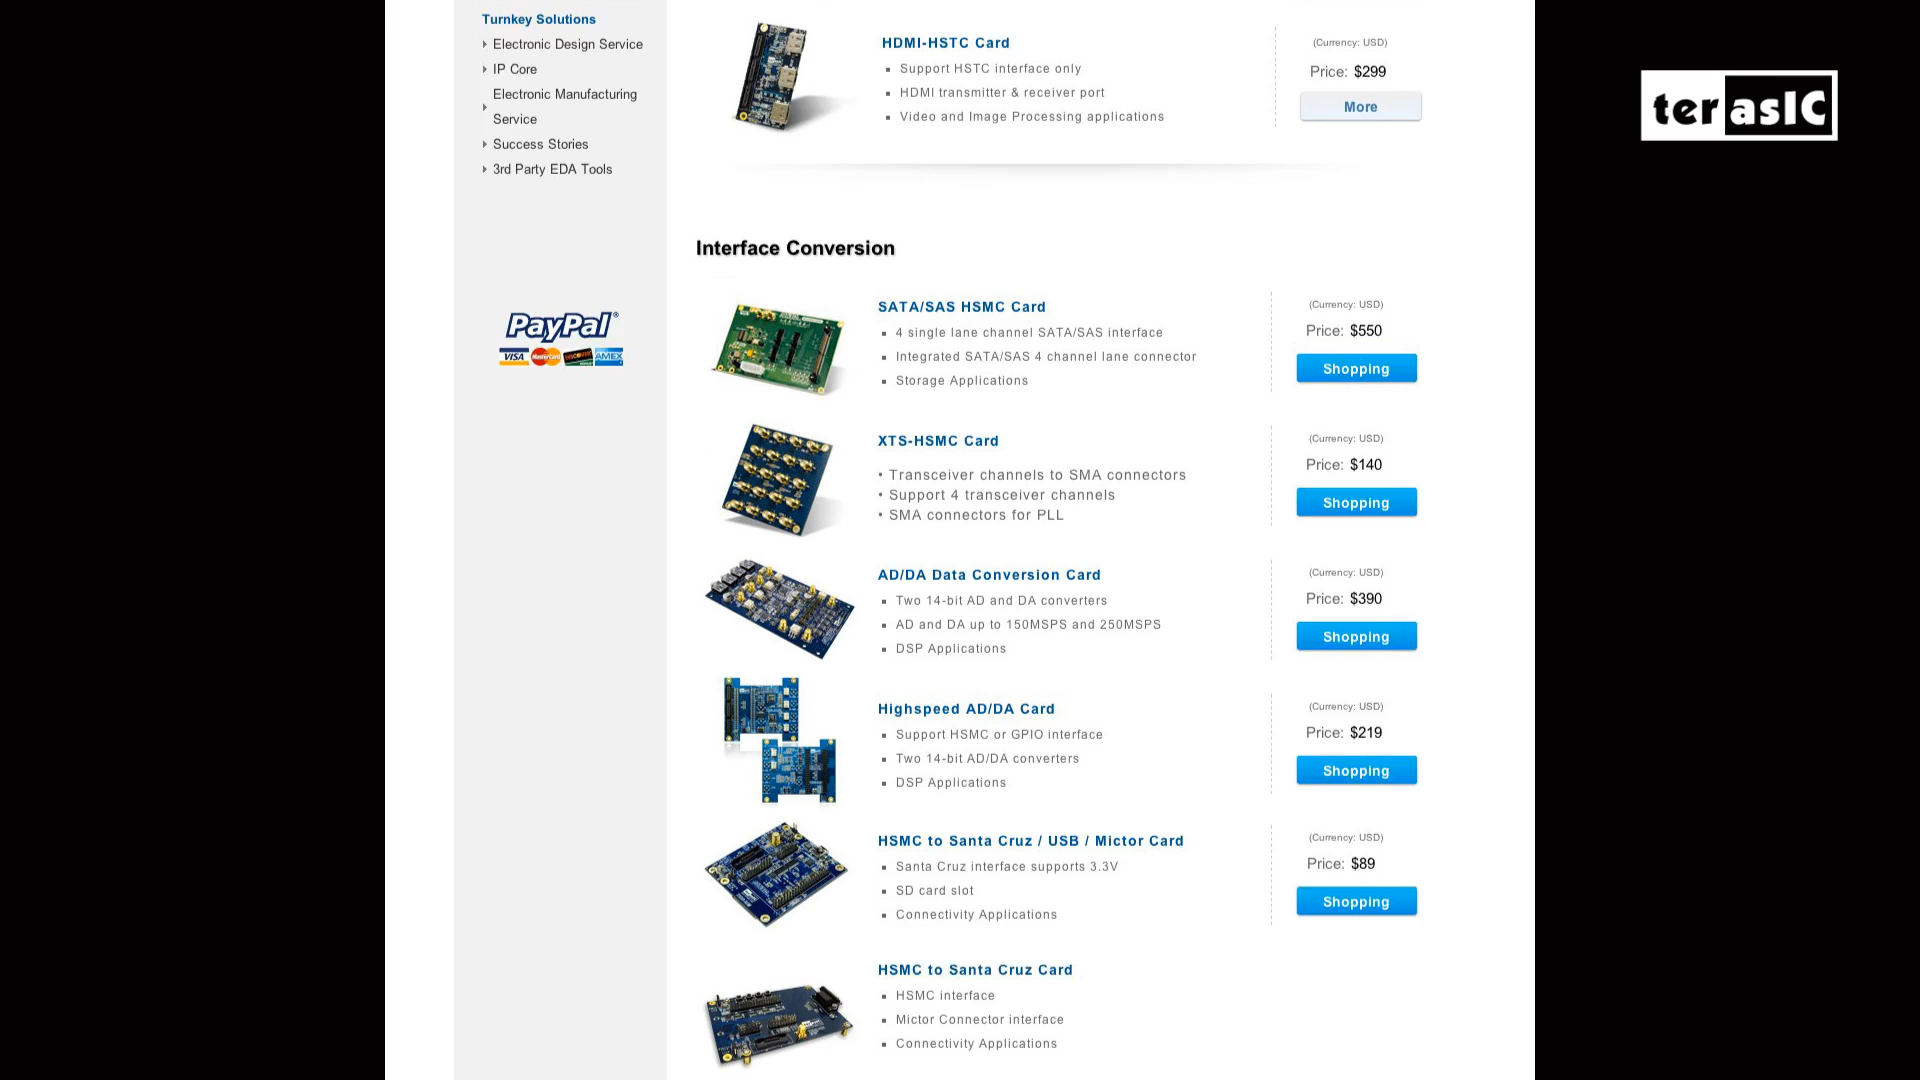 Turnkey Solutions
Electronic Design Service
IP Core
Electronic Manufacturing
Service
Success Stories
3rd Party EDA Tools
PayPal®
VISA MasterCard DISCOVER AMEX
HDMI-HSTC Card
Support HSTC interface only
HDMI transmitter & receiver port
Video and Image Processing applications
(Currency: USD)
Price: $299
More
terasIC
Interface Conversion
SATA/SAS HSMC Card
4 single lane channel SATA/SAS interface
Integrated SATA/SAS 4 channel lane connector
Storage Applications
(Currency: USD)
Price: $550
Shopping
XTS-HSMC Card
• Transceiver channels to SMA connectors
• Support 4 transceiver channels
• SMA connectors for PLL
(Currency: USD)
Price: $140
Shopping
AD/DA Data Conversion Card
Two 14-bit AD and DA converters
AD and DA up to 150MSPS and 250MSPS
DSP Applications
(Currency: USD)
Price: $390
Shopping
Highspeed AD/DA Card
Support HSMC or GPIO interface
Two 14-bit AD/DA converters
DSP Applications
(Currency: USD)
Price: $219
Shopping
HSMC to Santa Cruz / USB / Mictor Card
Santa Cruz interface supports 3.3V
SD card slot
Connectivity Applications
(Currency: USD)
Price: $89
Shopping
HSMC to Santa Cruz Card
HSMC interface
Mictor Connector interface
Connectivity Applications